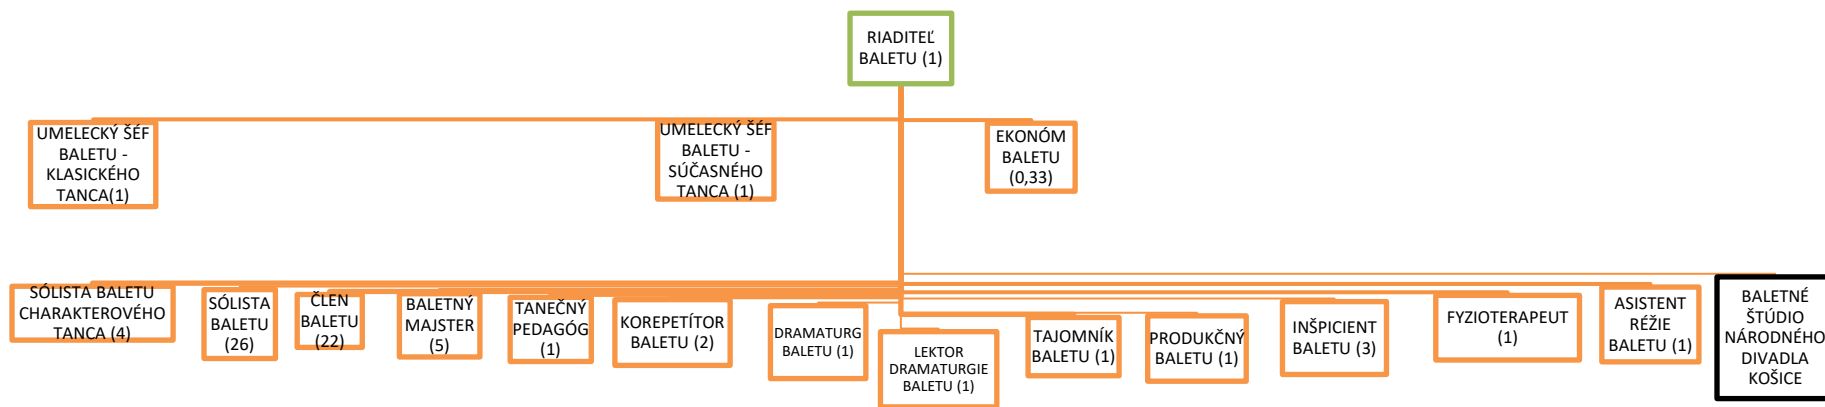 RIADITEĽ
BALETU (1)
UMELECKÝ ŠÉF
BALETU -
KLASICKÉHO
TANCA(1)
UMELECKÝ ŠÉF
BALETU -
SÚČASNÉHO
TANCA (1)
EKONÓM
BALETU
(0,33)
SÓLISTA BALETU
CHARAKTEROVÉHO
TANCA (4)
SÓLISTA
BALETU
(26)
ČLEN
BALETU
(22)
BALETNÝ
MAJSTER
(5)
TANEČNÝ
PEDAGÓG
(1)
KOREPETÍTOR
BALETU (2)
DRAMATURG
BALETU (1)
LEKTOR
DRAMATURGIE
BALETU (1)
TAJOMNÍK
BALETU (1)
PRODUKČNÝ
BALETU (1)
INŠPICIENT
BALETU (3)
FYZIOTERAPEUT
(1)
ASISTENT
RÉŽIE
BALETU (1)
BALETNÉ
ŠTÚDIO
NÁRODNÉHO
DIVADLA
KOŠICE